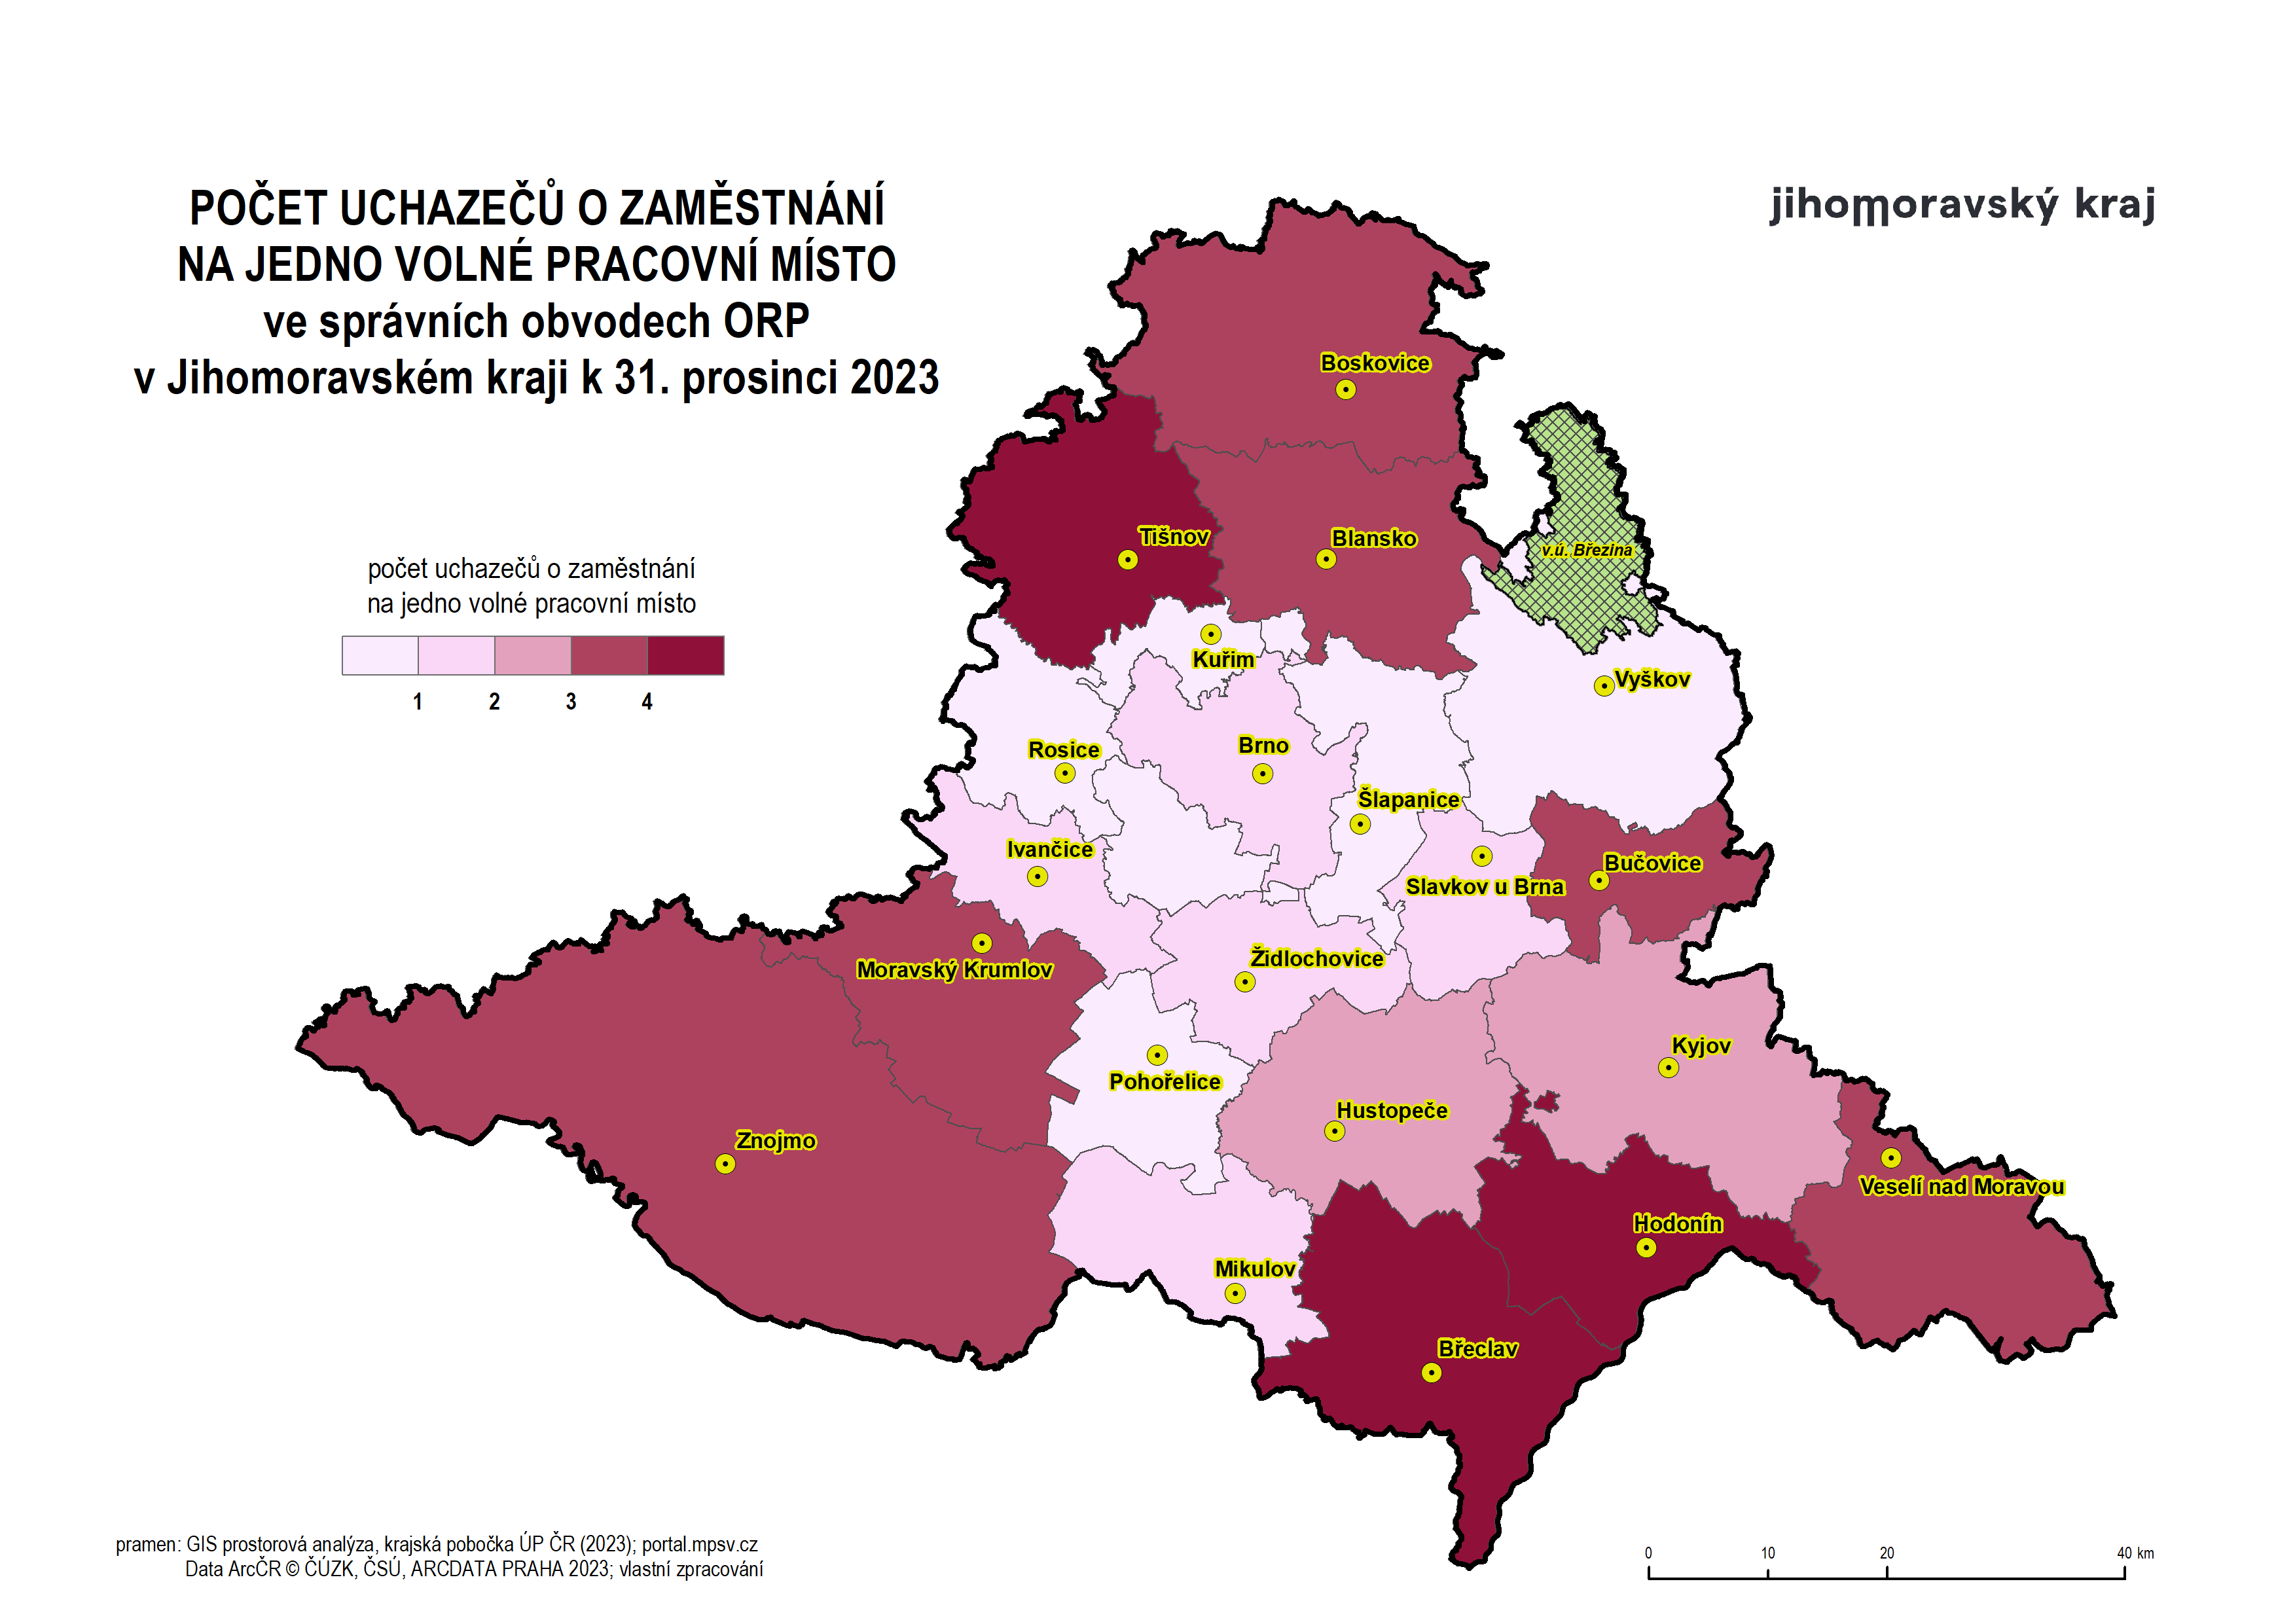 POČET UCHAZEČŮ O ZAMĚSTNÁNÍ
NA JEDNO VOLNÉ PRACOVNÍ MÍSTO
ve správních obvodech ORP
v Jihomoravském kraji k 31. prosinci 2023
jihomoravský kraj
počet uchazečů o zaměstnání
na jedno volné pracovní místo
1 2 3 4
Boskovice
Tišnov
Blansko
v.ú. Březina
Kuřim
Vyškov
Rosice
Brno
Šlapanice
Ivančice
Bučovice
Slavkov u Brna
Moravský Krumlov
Židlochovice
Kyjov
Pohořelice
Hustopeče
Znojmo
Veselí nad Moravou
Hodonín
Mikulov
Břeclav
pramen: GIS prostorová analýza, krajská pobočka ÚP ČR (2023); portal.mpsv.cz
Data ArcČR © ČÚZK, ČSÚ, ARCDATA PRAHA 2023; vlastní zpracování
0 10 20 40 km